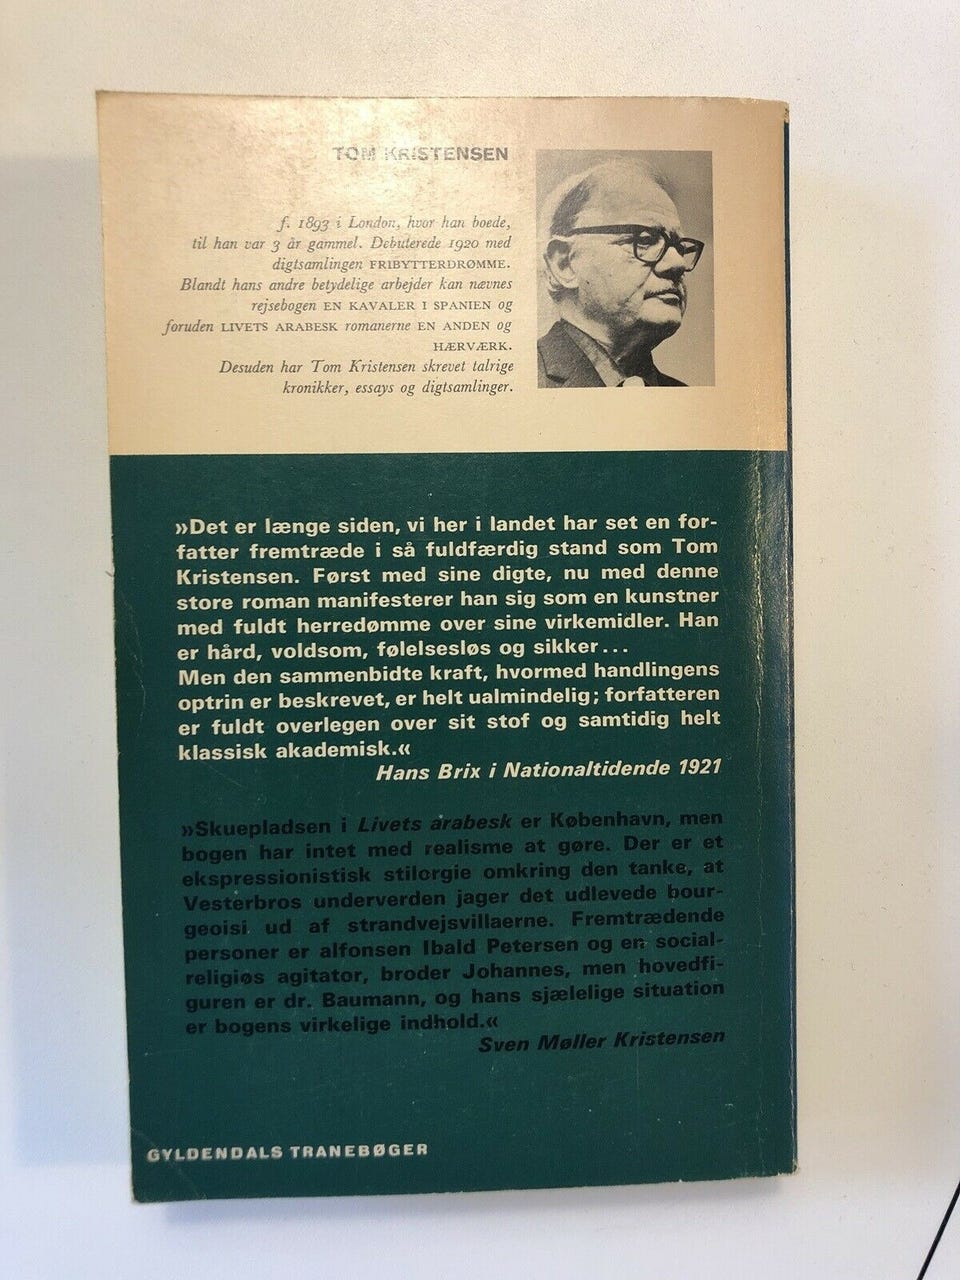 TOM KRISTENSEN
f. 1893 i London, hvor han boede,
til han var 3 år gammel. Debuterede 1920 med
digtsamlingen FRIBYTTERDRØMME.
Blandt hans andre betydelige arbejder kan nævnes
rejsebogen EN KAVALER I SPANIEN og
foruden LIVETS ARABESK romanerne EN ANDEN og
HÆRVÆRK.
Desuden har Tom Kristensen skrevet talrige
kronikker, essays og digtsamlinger.
»Det er længe siden, vi her i landet har set en for-
fatter fremtræde i så fuldfærdig stand som Tom
Kristensen. Først med sine digte, nu med denne
store roman manifesterer han sig som en kunstner
med fuldt herredømme over sine virkemidler. Han
er hård, voldsom, følelsesløs og sikker...
Men den sammenbidte kraft, hvormed handlingens
optrin er beskrevet, er helt ualmindelig; forfatteren
er fuldt overlegen over sit stof og samtidig helt
klassisk akademisk.«
Hans Brix i Nationaltidende 1921
»Skuepladsen i Livets arabesk er København, men
bogen har intet med realisme at gøre. Der er et
ekspressionistisk stilorgie omkring den tanke, at
Vesterbros underverden jager det udlevede bour-
geoisi ud af strandvejsvillaerne. Fremtrædende
personer er alfonsen Ibald Petersen og en social-
religiøs agitator, broder Johannes, men hovedfi-
guren er dr. Baumann, og hans sjælelige situation
er bogens virkelige indhold.«
Sven Møller Kristensen
GYLDENDALS TRANEBØGER